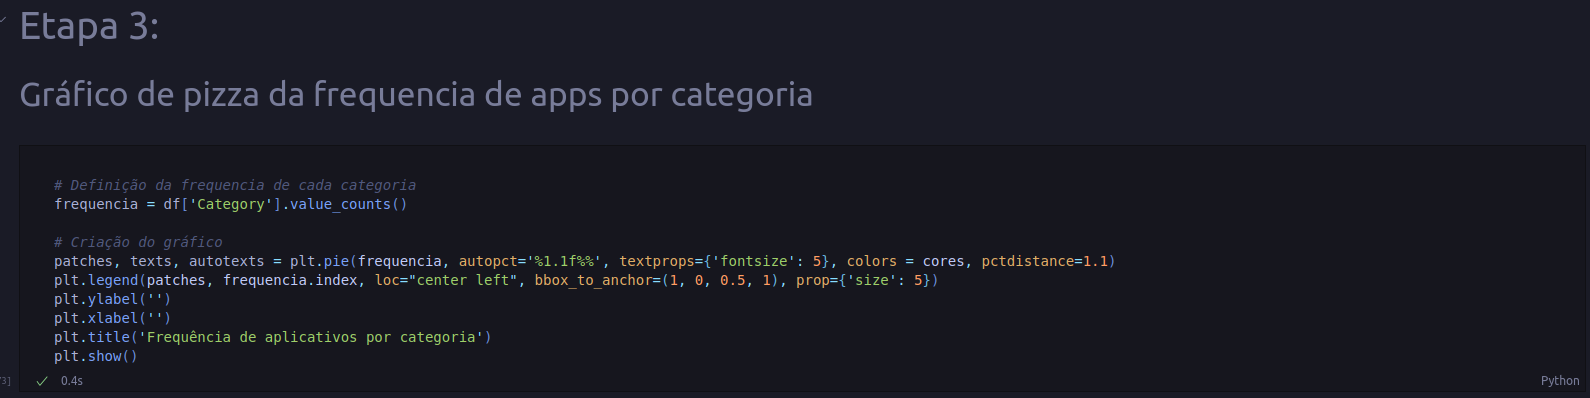 Etapa 3:
Gráfico de pizza da frequencia de apps por categoria
# Definição da frequencia de cada categoria
frequencia = df['Category'].value_counts()
# Criação do gráfico
patches, texts, autotexts = plt.pie(frequencia, autopct='%1.1f%%', textprops={'fontsize': 5}, colors = cores, pctdistance=1.1)
plt.legend(patches, frequencia.index, loc="center left", bbox_to_anchor=(1, 0, 0.5, 1), prop={'size': 5})
plt.ylabel('')
plt.xlabel('')
plt.title('Frequência de aplicativos por categoria')
plt.show()
3] 0.4s Python